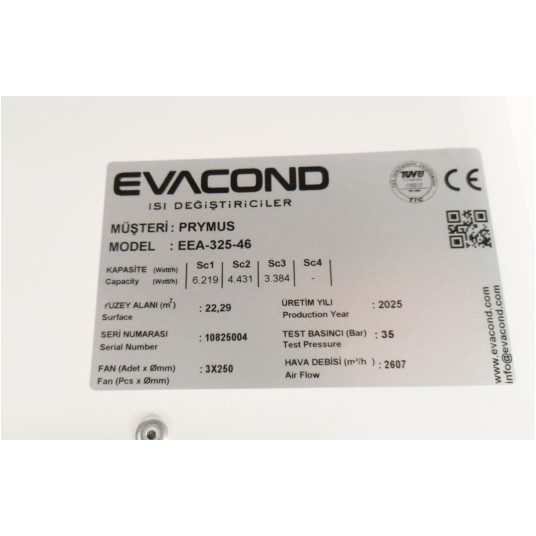 EVACOND
ISI DEĞİŞTİRİCİLER
CE
MÜŞTERİ : PRYMUS
MODEL : EEA-325-46
KAPASİTE (Watt/h)
Capacity (Watt/h)
Sc1 Sc2 Sc3 Sc4
6.219 4.431 3.384 -
YÜZEY ALANI (m²) : 22,29
Surface
ÜRETİM YILI : 2025
Production Year
SERİ NUMARASI : 10825004
Serial Number
TEST BASINCI (Bar) : 35
Test Pressure
FAN (Adet x Ømm) : 3X250
Fan (Pcs x Ømm)
HAVA DEBİSİ (m³/h) : 2607
Air Flow
TÜV
TIC
www.evacond.com
info@evacond.com